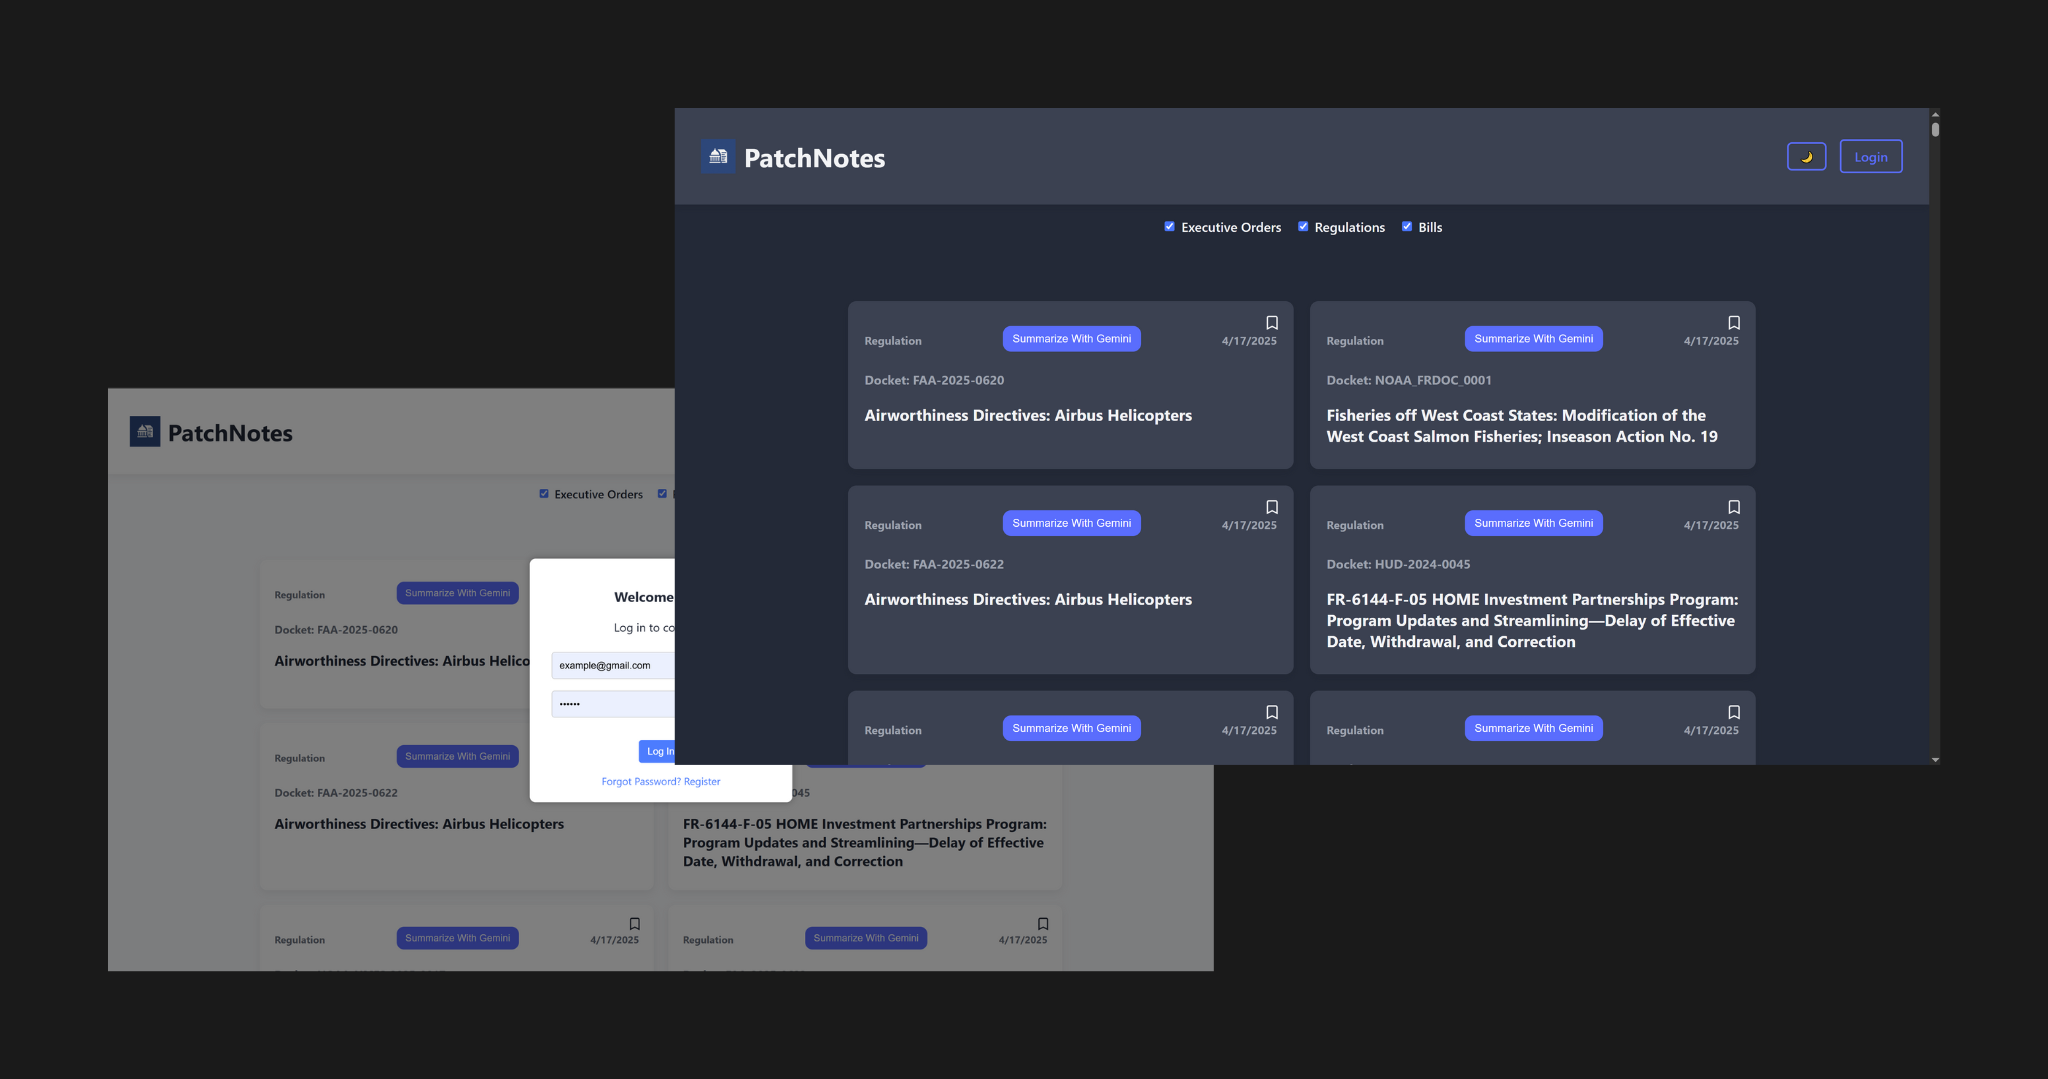 PatchNotes
Login
Executive Orders Regulations Bills
Regulation Summarize With Gemini 4/17/2025
Docket: FAA-2025-0620
Airworthiness Directives: Airbus Helicopters
Regulation Summarize With Gemini 4/17/2025
Docket: NOAA_FRDOC_0001
Fisheries off West Coast States: Modification of the
West Coast Salmon Fisheries; Inseason Action No. 19
Regulation Summarize With Gemini 4/17/2025
Docket: FAA-2025-0622
Airworthiness Directives: Airbus Helicopters
Regulation Summarize With Gemini 4/17/2025
Docket: HUD-2024-0045
FR-6144-F-05 HOME Investment Partnerships Program:
Program Updates and Streamlining—Delay of Effective
Date, Withdrawal, and Correction
Regulation Summarize With Gemini 4/17/2025
Regulation Summarize With Gemini 4/17/2025
PatchNotes
Executive Orders
Regulation Summarize With Gemini
Docket: FAA-2025-0620
Airworthiness Directives: Airbus Helico
Welcome
Log in to co
example@gmail.com
••••••
Log In
Forgot Password? Register
Regulation Summarize With Gemini
Docket: FAA-2025-0622
Airworthiness Directives: Airbus Helicopters
045
FR-6144-F-05 HOME Investment Partnerships Program:
Program Updates and Streamlining—Delay of Effective
Date, Withdrawal, and Correction
Regulation Summarize With Gemini 4/17/2025
Regulation Summarize With Gemini 4/17/2025